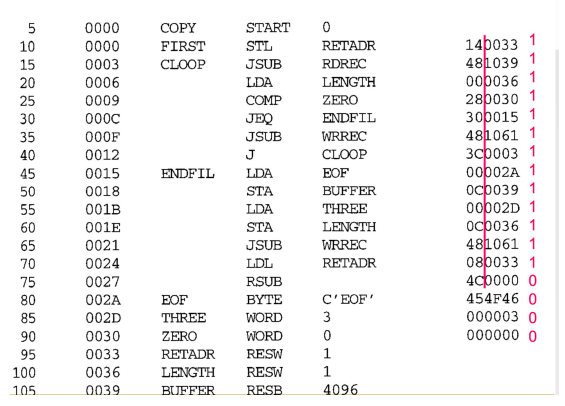 5 0000 COPY START 0
10 0000 FIRST STL RETADR 140033 1
15 0003 CLOOP JSUB RDREC 481039 1
20 0006 LDA LENGTH 000036 1
25 0009 COMP ZERO 280030 1
30 000C JEQ ENDFIL 300015 1
35 000F JSUB WRREC 481061 1
40 0012 J CLOOP 3C0003 1
45 0015 ENDFIL LDA EOF 00002A 1
50 0018 STA BUFFER 0C0039 1
55 001B LDA THREE 00002D 1
60 001E STA LENGTH 0C0036 1
65 0021 JSUB WRREC 481061 1
70 0024 LDL RETADR 080033 1
75 0027 RSUB 4C0000 0
80 002A EOF BYTE C'EOF' 454F46 0
85 002D THREE WORD 3 000003 0
90 0030 ZERO WORD 0 000000 0
95 0033 RETADR RESW 1
100 0036 LENGTH RESW 1
105 0039 BUFFER RESB 4096